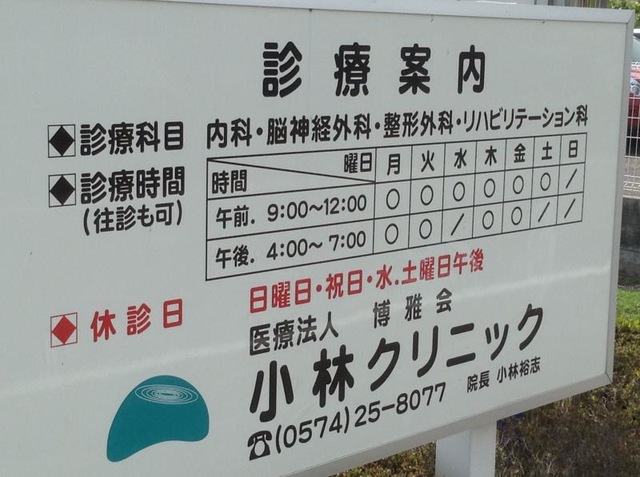 診療案内
◆診療科目 内科・脳神経外科・整形外科・リハビリテーション科
◆診療時間
(往診も可)
時間 曜日 月 火 水 木 金 土 日
午前. 9:00〜12:00 ○ ○ ○ ○ ○ ○ /
午後. 4:00〜 7:00 ○ ○ / ○ ○ / /
◆休診日 日曜日・祝日・水.土曜日午後
医療法人 博雅会
小林クリニック
☎(0574)25-8077 院長 小林裕志